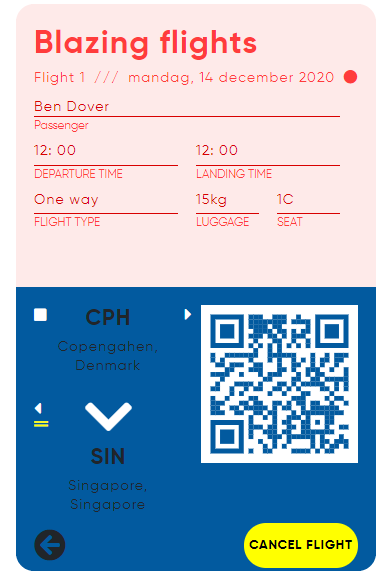 Blazing flights
Flight 1 /// mandag, 14 december 2020
Ben Dover
Passenger
12: 00 12: 00
DEPARTURE TIME LANDING TIME
One way 15kg 1C
FLIGHT TYPE LUGGAGE SEAT
CPH
Copengahen,
Denmark
SIN
Singapore,
Singapore
CANCEL FLIGHT